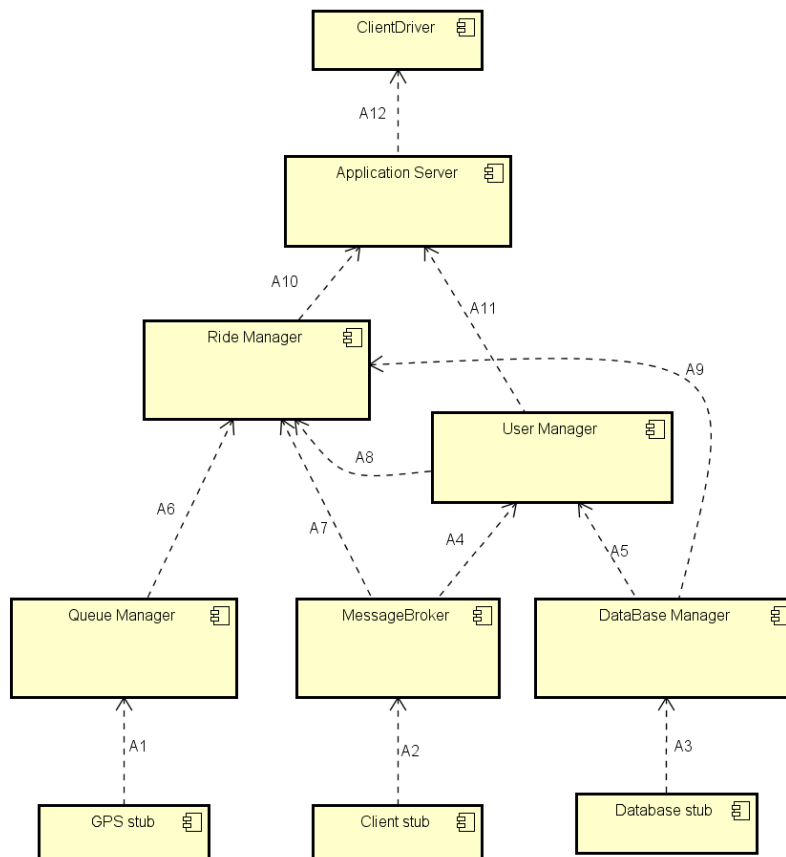 ClientDriver
A12
Application Server
A10
A11
Ride Manager
A9
User Manager
A8
A6
A7
A4
A5
Queue Manager
MessageBroker
DataBase Manager
A1
A2
A3
GPS stub
Client stub
Database stub